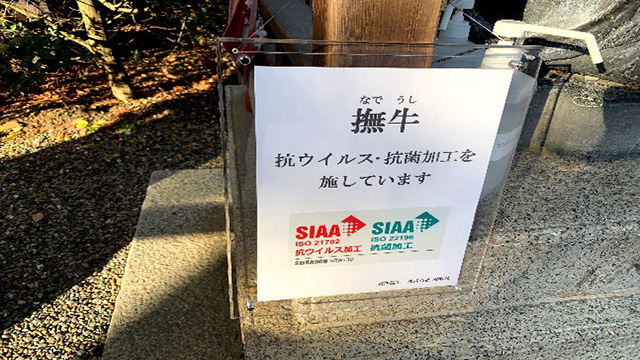 なで うし
撫牛
抗ウイルス・抗菌加工を
施しています
SIAA
ISO 21702
抗ウイルス加工
SIAA
ISO 22196
抗菌加工